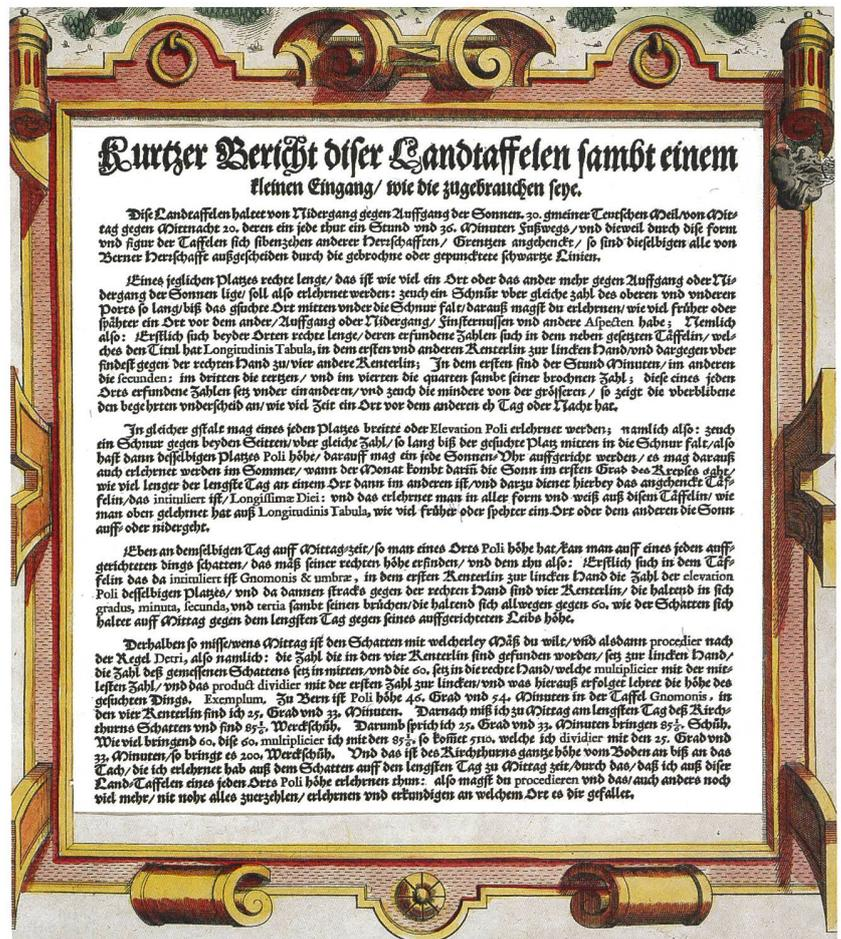 Kurtzer Bericht diser Landtaffelen sambt einem
kleinen Eingang/ wie die zugebrauchen seye.
Dise Landtaffelen haltet von Nidergang gegen Auffgang der Sonnen. 30. gmeiner Teutschen Meil/von Mit-
tag gegen Mittnacht 20. deren ein jede thut ein Stund vnd 36. Minuten Fußwegs/ vnd dieweil durch dise form
vnd figur der Taffelen sich sibenzehen anderer Herrschafften/ Grentzen angehenckt/ so sind dieselbigen alle von
Berner Herrschafft außgescheiden durch die gebrochne oder gepunctete schwartze Linien.
Eines jeglichen Platzes rechte lenge/ das ist wie viel ein Ort oder das ander mehr gegen Auffgang oder Ni-
dergang der Sonnen lige/ soll also erlehrnet werden: zeuch ein Schnůr vber gleiche zahl des oberen vnd vnderen
Ports so lang/ biß das gsuchte Ort mitten vnder die Schnur falt/ darauß magst du erlehrnen/ wie viel früher oder
spähter ein Ort vor dem ander/ Auffgang oder Nidergang/ Finsternussen vnd andere Aspecten habe; Nemlich
also: Erstlich such beyder Orten rechte lenge/ deren erfundene Zahlen such in dem neben gesetzten Täffelin/ wel-
ches den Titul hat Longitudinis Tabula, in dem ersten vnd anderen Renterlin zur lincken Hand/vnd dargegen vber
findest gegen der rechten Hand zu/vier andere Renterlin; In dem ersten sind der Stund Minuten/ im anderen
die secunden: im dritten die tertzen/ vnd im vierten die quarten sambt seiner brochnen Zahl; diese eines jeden
Orts erfundene Zahlen setz vnder einanderen/ vnd zeuch die mindere von der grösseren/ so zeigt die vberblibene
den begehrten vnderscheid an/ wie viel Zeit ein Ort vor dem anderen eh Tag oder Nacht hat.
In gleicher gstalt mag eines jeden Platzes breitte oder Elevation Poli erlehrnet werden; namlich also: zeuch
ein Schnur gegen beyden Seitten/ vber gleiche Zahl/ so lang biß der gesuchte Platz mitten in die Schnur falt/ also
hast dann desselbigen Platzes Poli höhe/ darauff mag ein jede Sonnen-Vhr auffgericht werden/ es mag darauß
auch erlehrnet werden im Sommer/ wann der Monat kombt darin̄ die Sonn im ersten Grad des Krepses gaht/
wie viel lenger der lengste Tag an einem Ort dann im anderen ist/ vnd darzu dienet hierbey das angehenckt Täf-
felin/ das intituliert ist/ Longissimæ Diei: vnd das erlehrnet man in aller form vnd weiß auß disem Täffelin/ wie
man oben gelehrnet hat auß Longitudinis Tabula, wie viel früher oder spehter ein Ort oder dem anderen die Sonn
auff- oder nidergeht.
Eben an demselbigen Tag auff Mittag-zeit/ so man eines Orts Poli höhe hat/ kan man auff eines jeden auff-
gerichteten dings schatten/ das mäß seiner rechten höhe erfinden/ vnd dem thu also: Erstlich such in dem Täf-
felin das da intituliert ist Gnomonis & umbræ, in dem ersten Renterlin zur lincken Hand die Zahl der elevation
Poli desselbigen Platzes/ vnd da dannen stracks gegen der rechten Hand sind vier Renterlin/ die haltend in sich
gradus, minuta, secunda, vnd tertia sambt seinen brüchen/ die haltend sich allwegen gegen 60. wie der Schatten sich
haltet auff Mittag gegen dem lengsten Tag gegen seines auffgerichteten Leibs höhe.
Derhalben so misse/wens Mittag ist den Schatten mit welcherley Mäß du wilt/ vnd alsdann procedier nach
der Regel Detri, also namlich: die Zahl die in den vier Renterlin sind gefunden worden/ setz zur lincken Hand/
die Zahl deß gemessenen Schattens setz in mitten/ vnd die 60. setz in die rechte Hand/ welche multiplicier mit der mit-
lesten Zahl/ vnd das product dividier mit der ersten Zahl zur lincken/ vnd was hierauß erfolget lehret die höhe des
gesuchten Dings. Exemplum. Zu Bern ist Poli höhe 46. Grad vnd 54. Minuten in der Taffel Gnomonis, in
den vier Renterlin find ich 25. Grad vnd 33. Minuten. Darnach miß ich zu Mittag am lengsten Tag deß Kirch-
thurns Schatten vnd find 85½. Werckschůh. Darumb sprich ich 25. Grad vnd 33. Minuten bringen 85½. Schůh.
Wie viel bringend 60, dise 60. multiplicier ich mit den 85½. so kom̄et 5110. welche ich dividier mit den 25. Grad vnd
33. Minuten/ so bringt es 200. Werckschůh. Vnd das ist des Kirchthurns gantze höhe vom Boden an biß an das
Tach/ die ich erlehrnet hab auß dem Schatten auff den lengsten Tag zu Mittag zeit/ durch das/ daß ich auß diser
Land-Taffelen eines jeden Orts Poli höhe erlehrnen thun: also magst du procedieren vnd das/ auch anders noch
viel mehr/ nit nohr alles zuerzehlen/ erlehrnen vnd erkundigen an welchem Ort es dir gefallet.